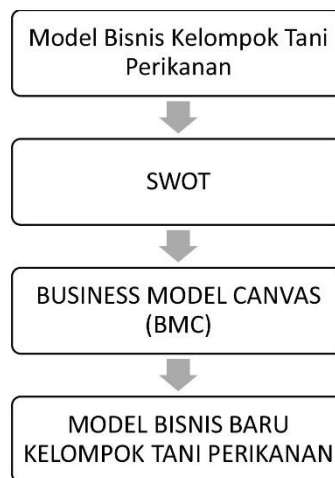 Model Bisnis Kelompok Tani
Perikanan
SWOT
BUSINESS MODEL CANVAS
(BMC)
MODEL BISNIS BARU
KELOMPOK TANI PERIKANAN